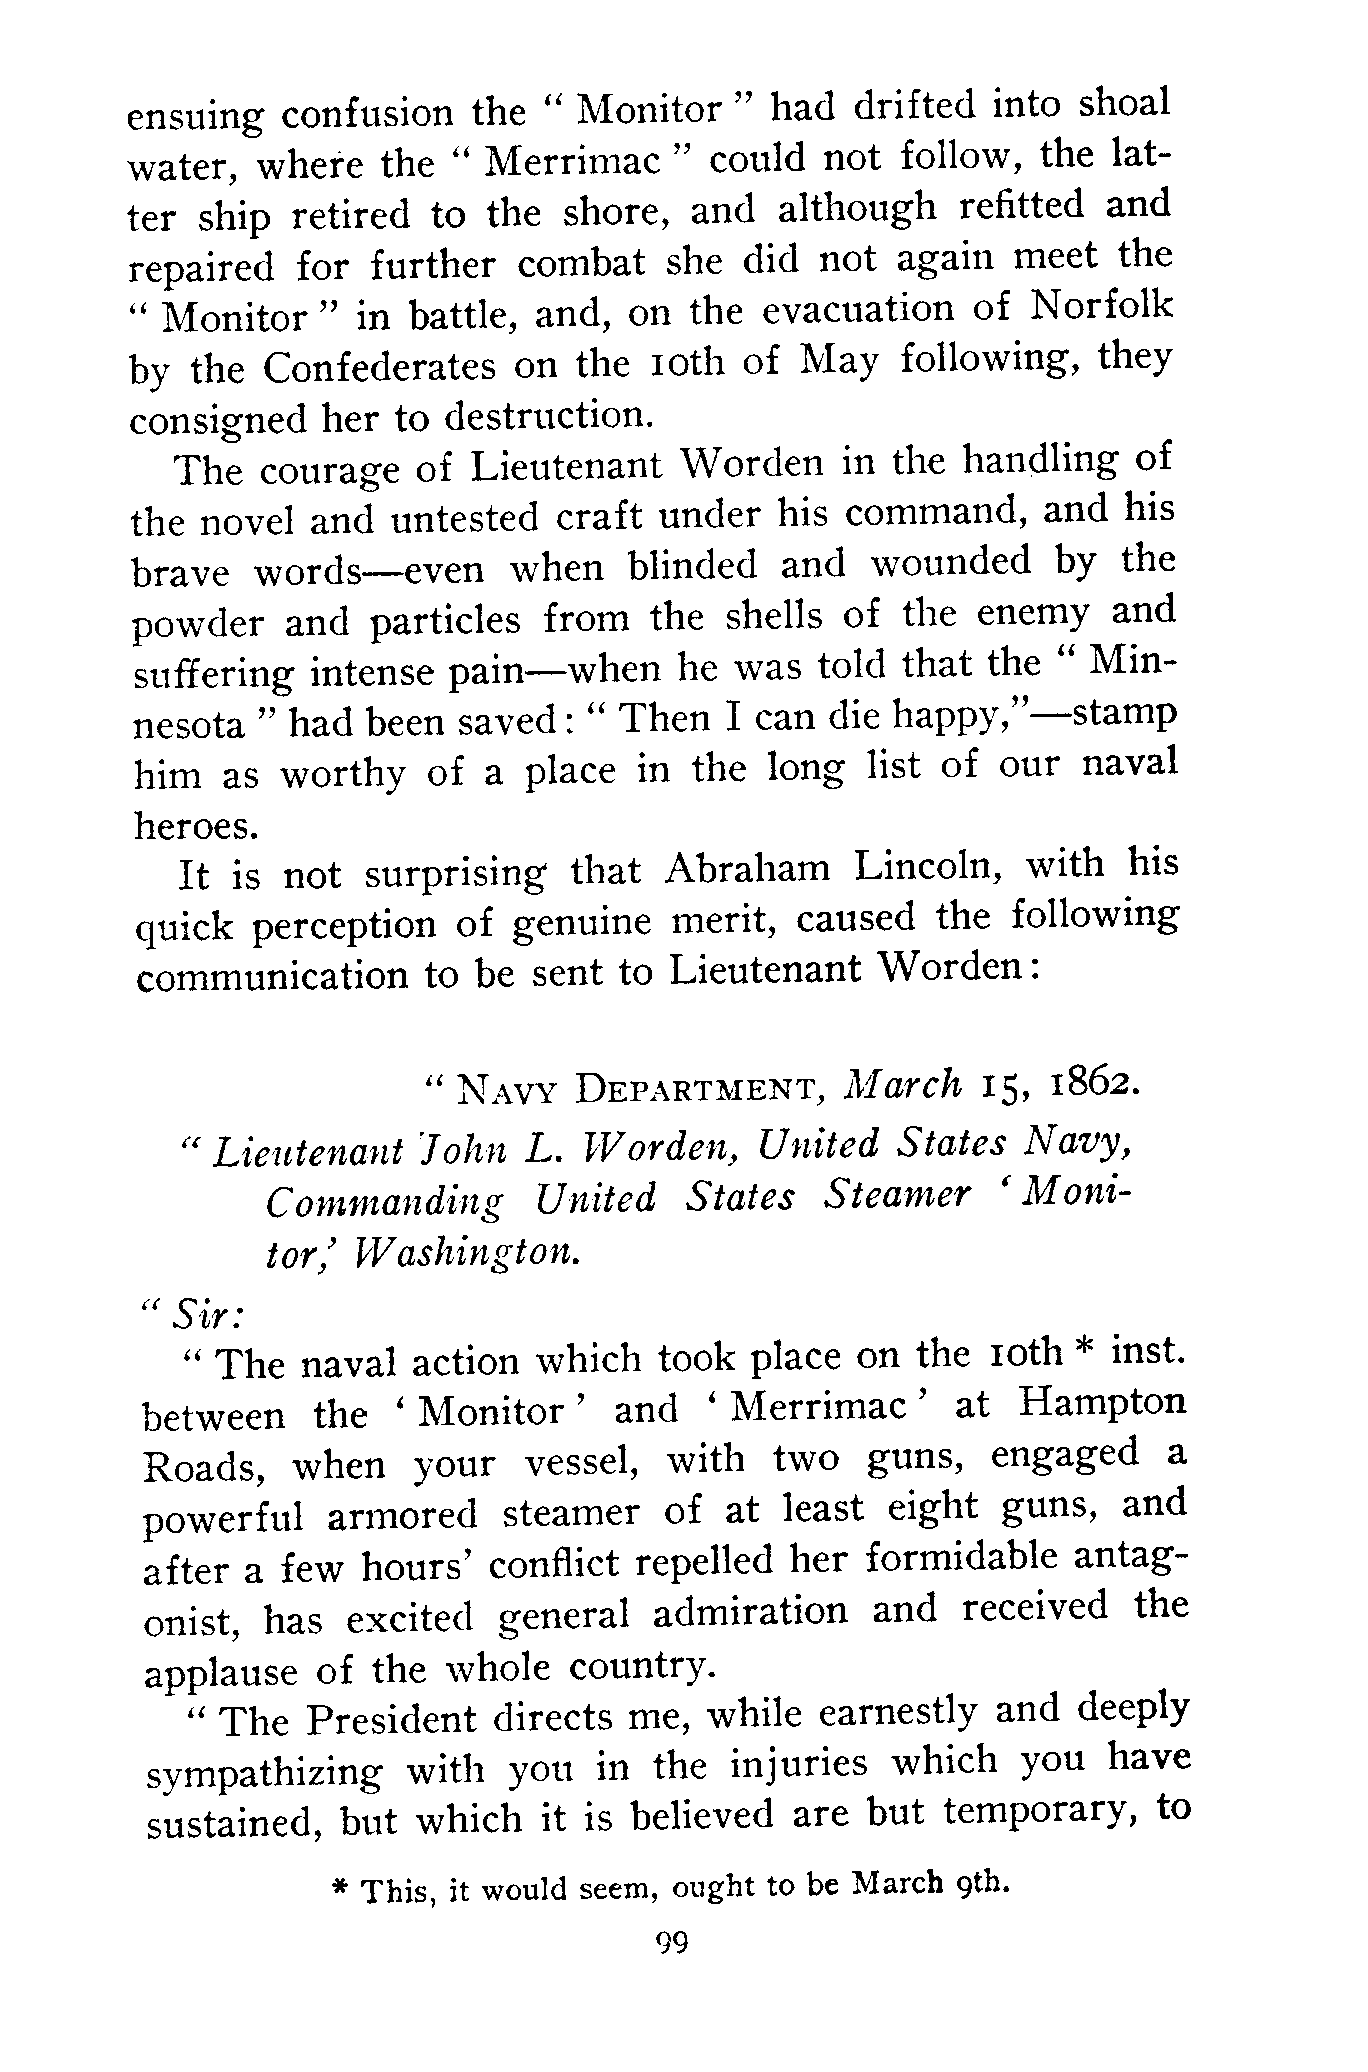 ensuing confusion the " Monitor " had drifted into shoal
water, where the " Merrimac " could not follow, the lat-
ter ship retired to the shore, and although refitted and
repaired for further combat she did not again meet the
" Monitor " in battle, and, on the evacuation of Norfolk
by the Confederates on the 10th of May following, they
consigned her to destruction.
The courage of Lieutenant Worden in the handling of
the novel and untested craft under his command, and his
brave words—even when blinded and wounded by the
powder and particles from the shells of the enemy and
suffering intense pain—when he was told that the " Min-
nesota " had been saved: " Then I can die happy,"—stamp
him as worthy of a place in the long list of our naval
heroes.
It is not surprising that Abraham Lincoln, with his
quick perception of genuine merit, caused the following
communication to be sent to Lieutenant Worden:
" NAVY DEPARTMENT, March 15, 1862.
" Lieutenant John L. Worden, United States Navy,
Commanding United States Steamer ' Moni-
tor,' Washington.
" Sir:
" The naval action which took place on the 10th * inst.
between the ' Monitor ' and ' Merrimac ' at Hampton
Roads, when your vessel, with two guns, engaged a
powerful armored steamer of at least eight guns, and
after a few hours' conflict repelled her formidable antag-
onist, has excited general admiration and received the
applause of the whole country.
" The President directs me, while earnestly and deeply
sympathizing with you in the injuries which you have
sustained, but which it is believed are but temporary, to
* This, it would seem, ought to be March 9th.
99